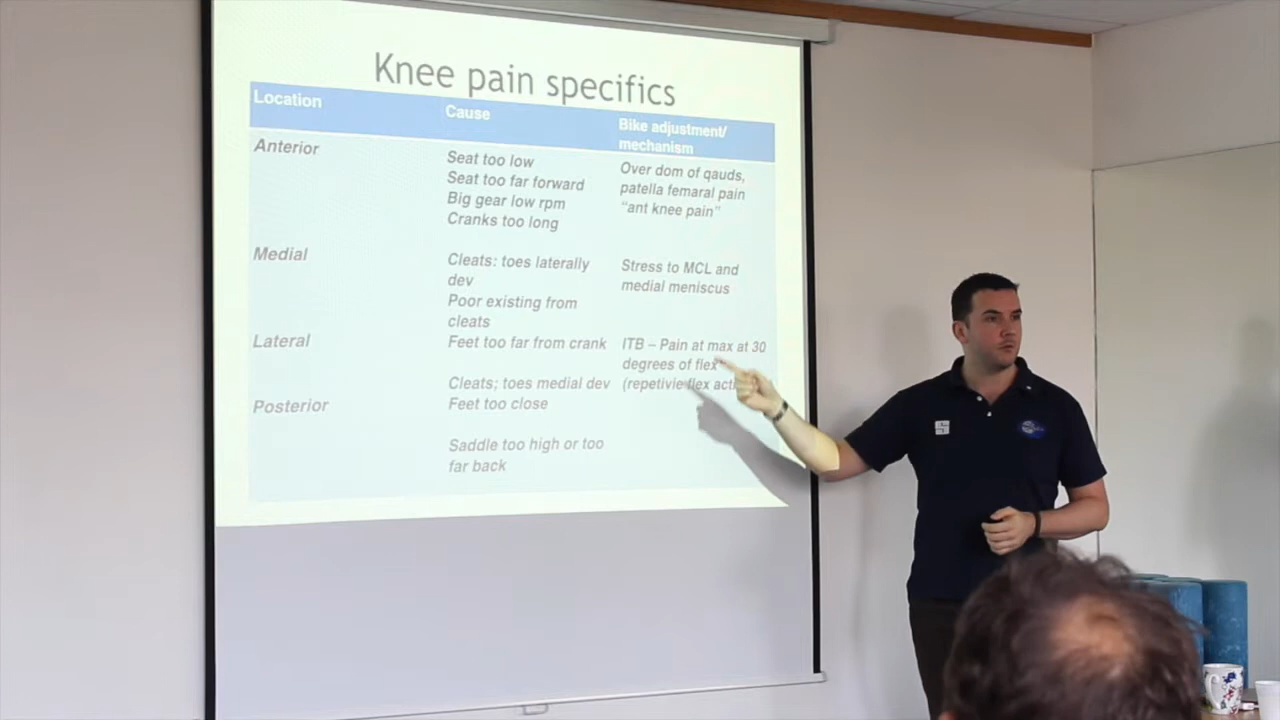 Knee pain specifics
Location
Cause
Bike adjustment/
mechanism
Anterior
Seat too low
Seat too far forward
Big gear low rpm
Cranks too long
Over dom of qauds,
patella femaral pain
“ant knee pain”
Medial
Cleats: toes laterally
dev
Poor existing from
cleats
Stress to MCL and
medial meniscus
Lateral
Feet too far from crank
Cleats; toes medial dev
ITB – Pain at max at 30
degrees of flex
(repetivie flex
Posterior
Feet too close
Saddle too high or too
far back